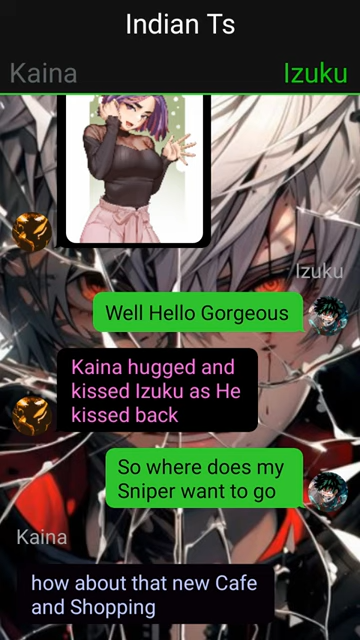 Indian Ts
Kaina
Izuku
Izuku
Well Hello Gorgeous
Kaina hugged and
kissed Izuku as He
kissed back
So where does my
Sniper want to go
Kaina
how about that new Cafe
and Shopping